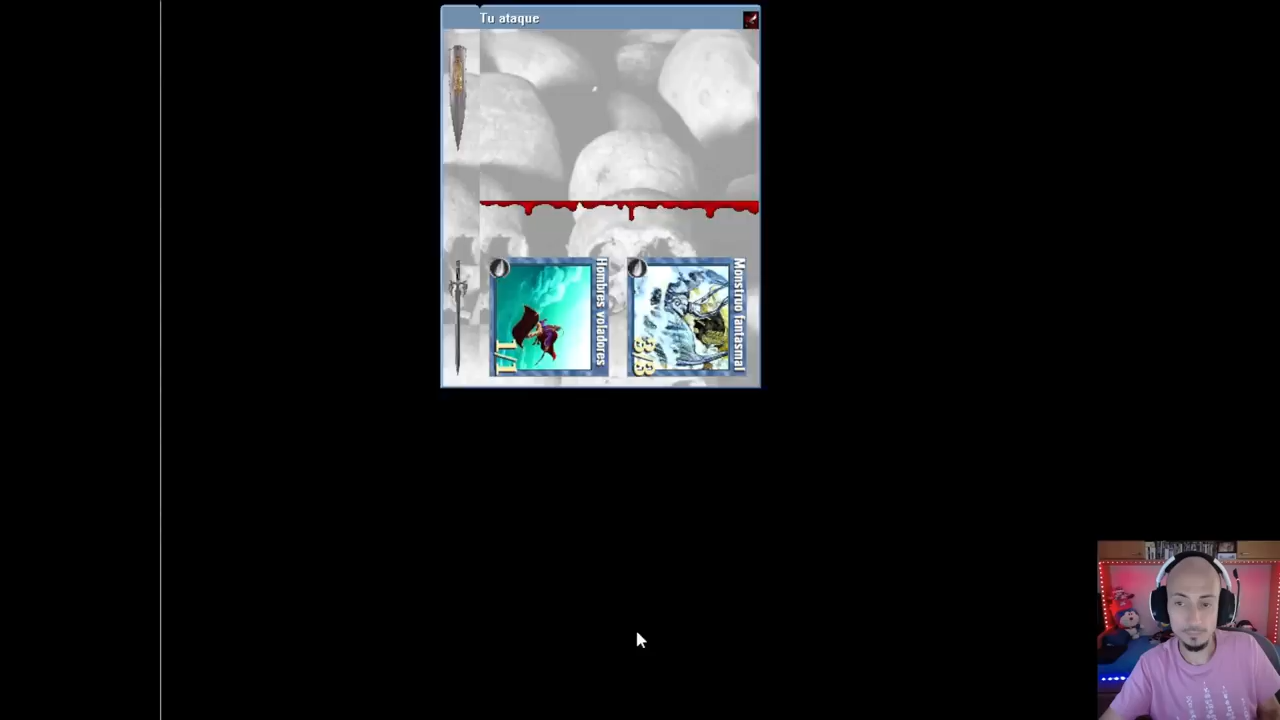 Tu ataque
Hombres voladores
1/1
Monstruo fantasmal
3/3